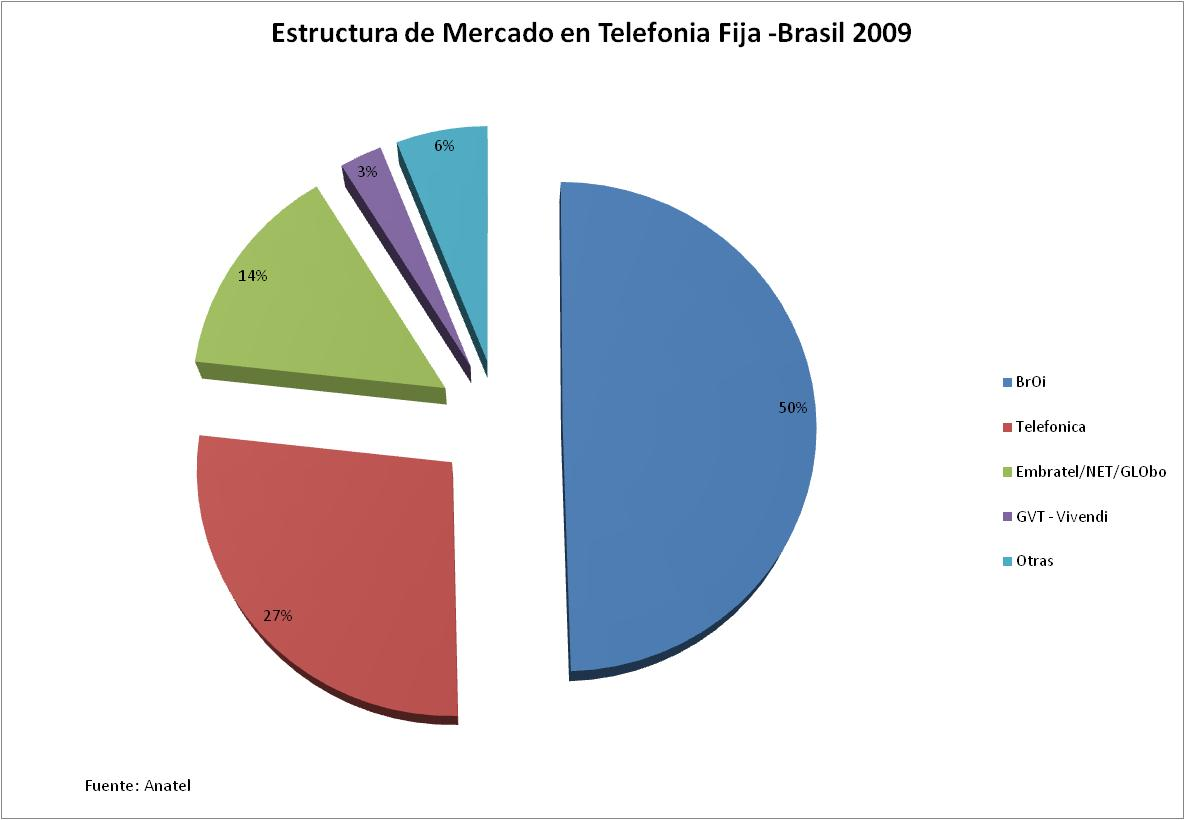 Estructura de Mercado en Telefonia Fija -Brasil 2009
6%
3%
14%
50%
27%
BrOi
Telefonica
Embratel/NET/GLObo
GVT - Vivendi
Otras
Fuente: Anatel